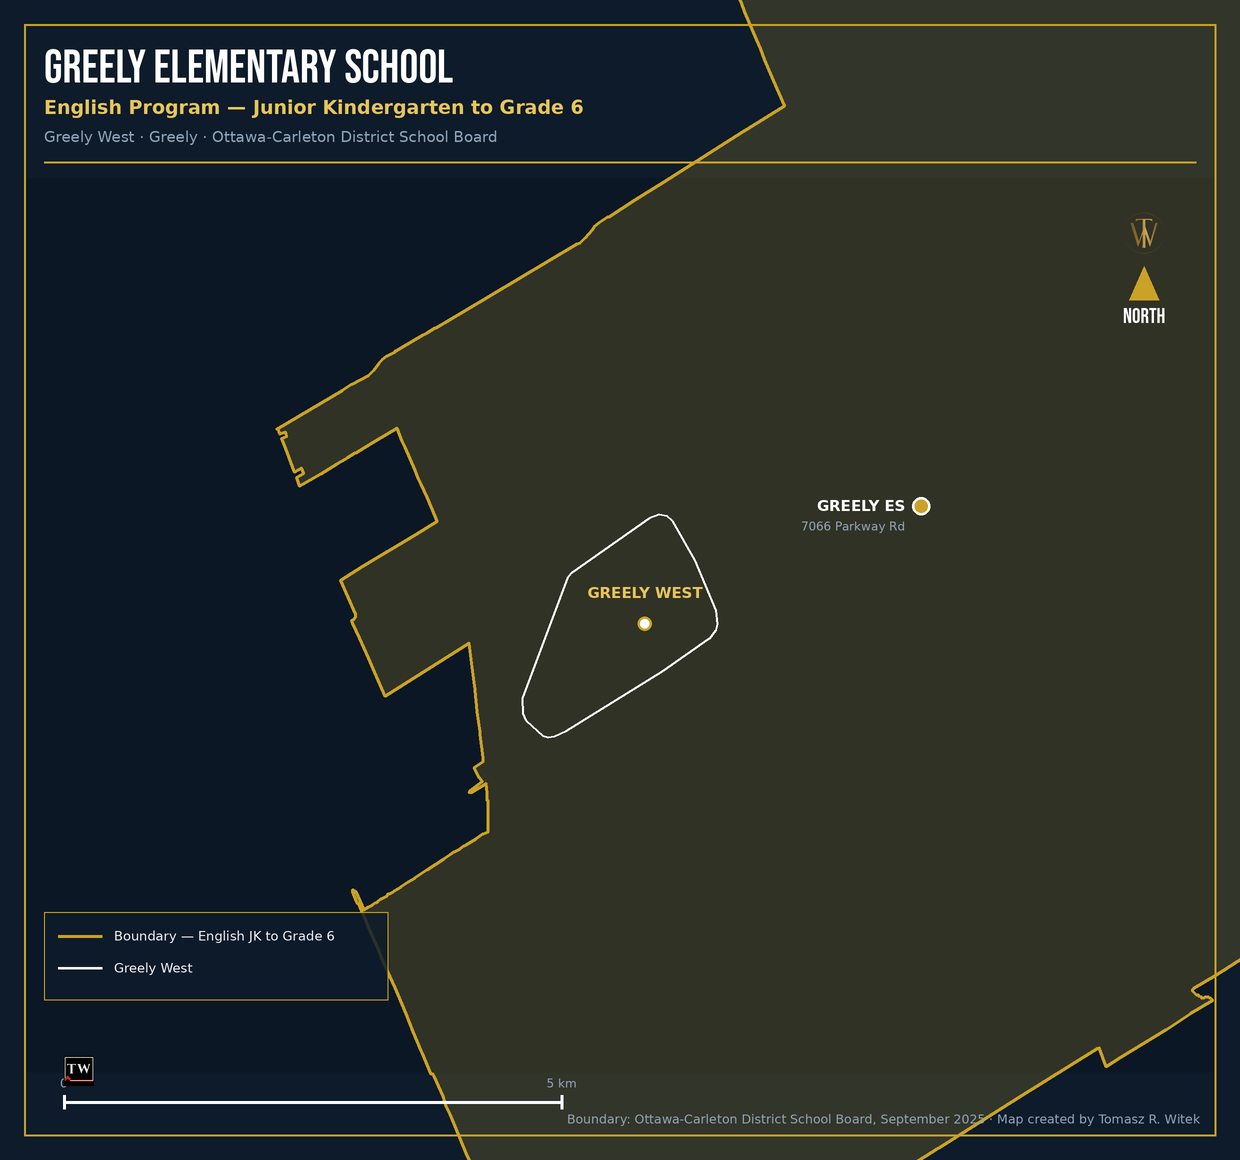 GREELY ELEMENTARY SCHOOL
English Program — Junior Kindergarten to Grade 6
Greely West · Greely · Ottawa-Carleton District School Board
TW
NORTH
GREELY ES
7066 Parkway Rd
GREELY WEST
Boundary — English JK to Grade 6
Greely West
TW
0
5 km
Boundary: Ottawa-Carleton District School Board, September 2025 · Map created by Tomasz R. Witek